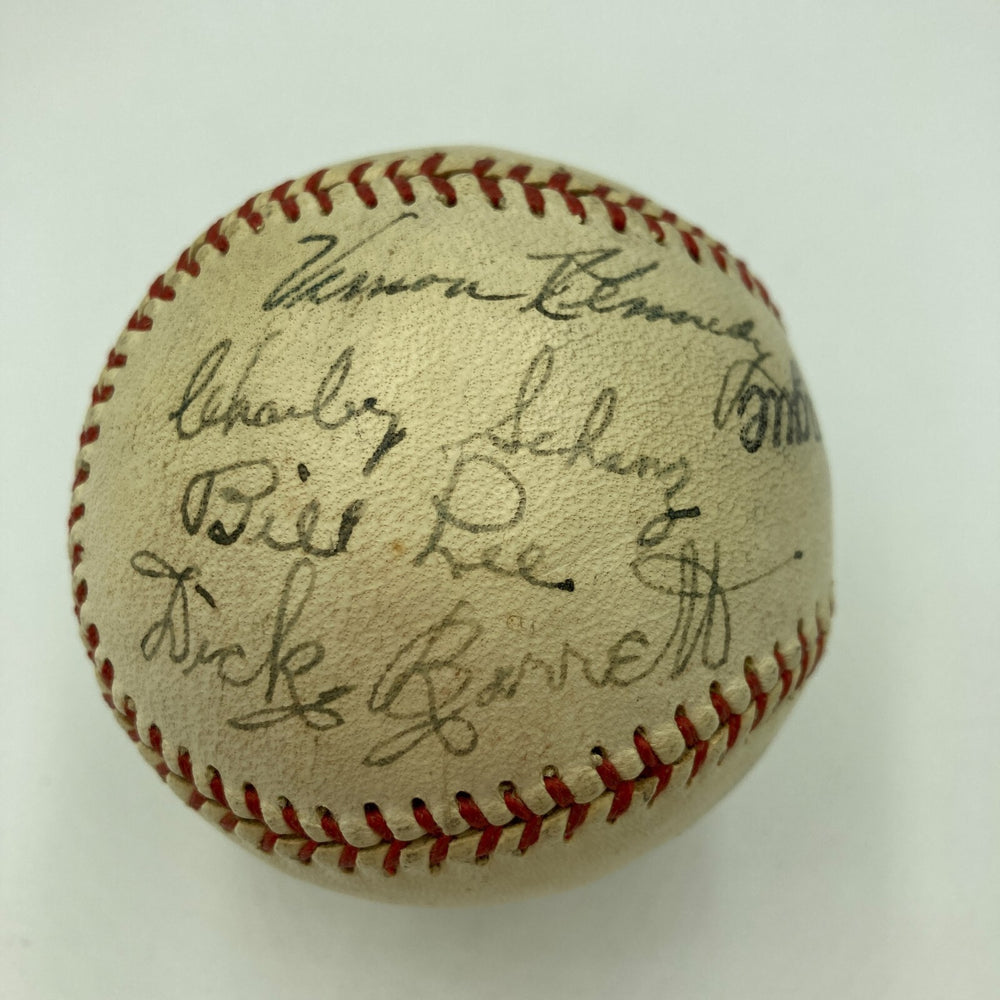 Vernon Kennedy
Charley Schanz
Bill Lee
Dick Barrett